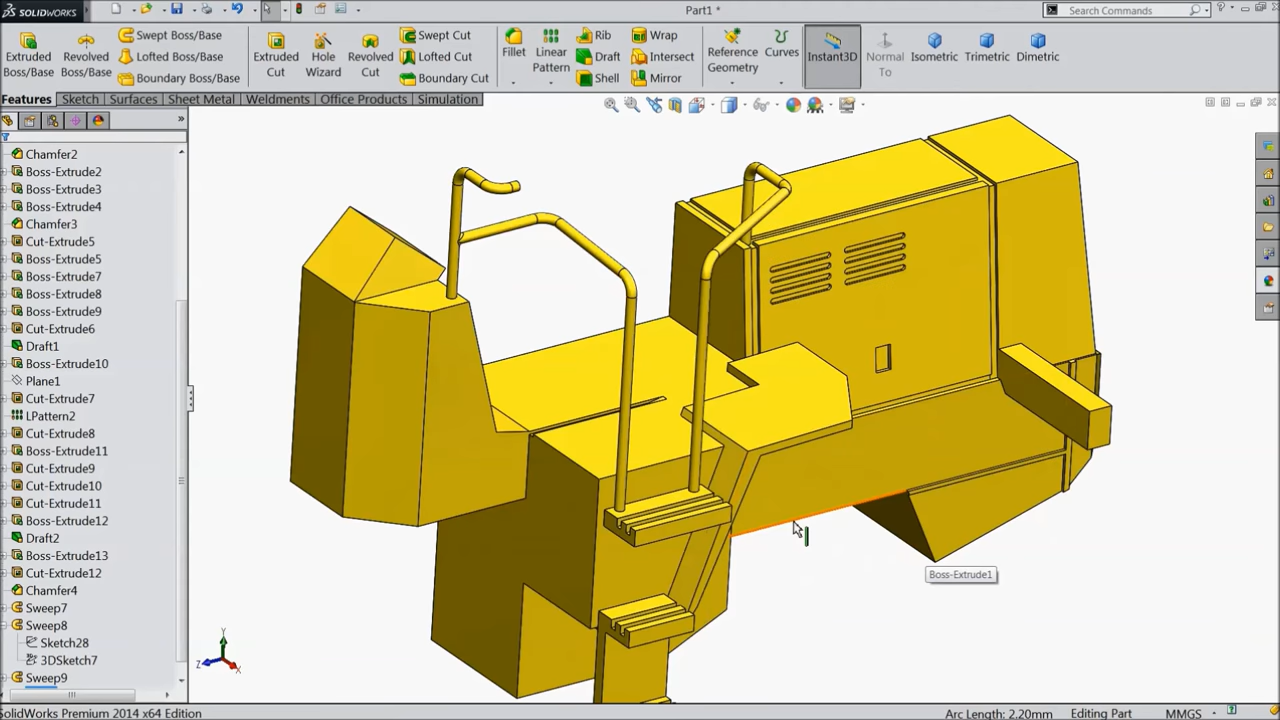 SOLIDWORKS
Part1 *
Search Commands
Extruded Boss/Base
Revolved Boss/Base
Swept Boss/Base
Lofted Boss/Base
Boundary Boss/Base
Extruded Cut
Hole Wizard
Revolved Cut
Swept Cut
Lofted Cut
Boundary Cut
Fillet
Linear Pattern
Rib
Draft
Shell
Wrap
Intersect
Mirror
Reference Geometry
Curves
Instant3D
Normal To
Isometric
Trimetric
Dimetric
Features
Sketch
Surfaces
Sheet Metal
Weldments
Office Products
Simulation
Chamfer2
Boss-Extrude2
Boss-Extrude3
Boss-Extrude4
Chamfer3
Cut-Extrude5
Boss-Extrude5
Boss-Extrude7
Boss-Extrude8
Boss-Extrude9
Cut-Extrude6
Draft1
Boss-Extrude10
Plane1
Cut-Extrude7
LPattern2
Cut-Extrude8
Boss-Extrude11
Cut-Extrude9
Cut-Extrude10
Cut-Extrude11
Boss-Extrude12
Draft2
Boss-Extrude13
Cut-Extrude12
Chamfer4
Sweep7
Sweep8
Sketch28
3DSketch7
Sweep9
Boss-Extrude1
Y
Z
X
SolidWorks Premium 2014 x64 Edition
Arc Length: 2.20mm
Editing Part
MMGS